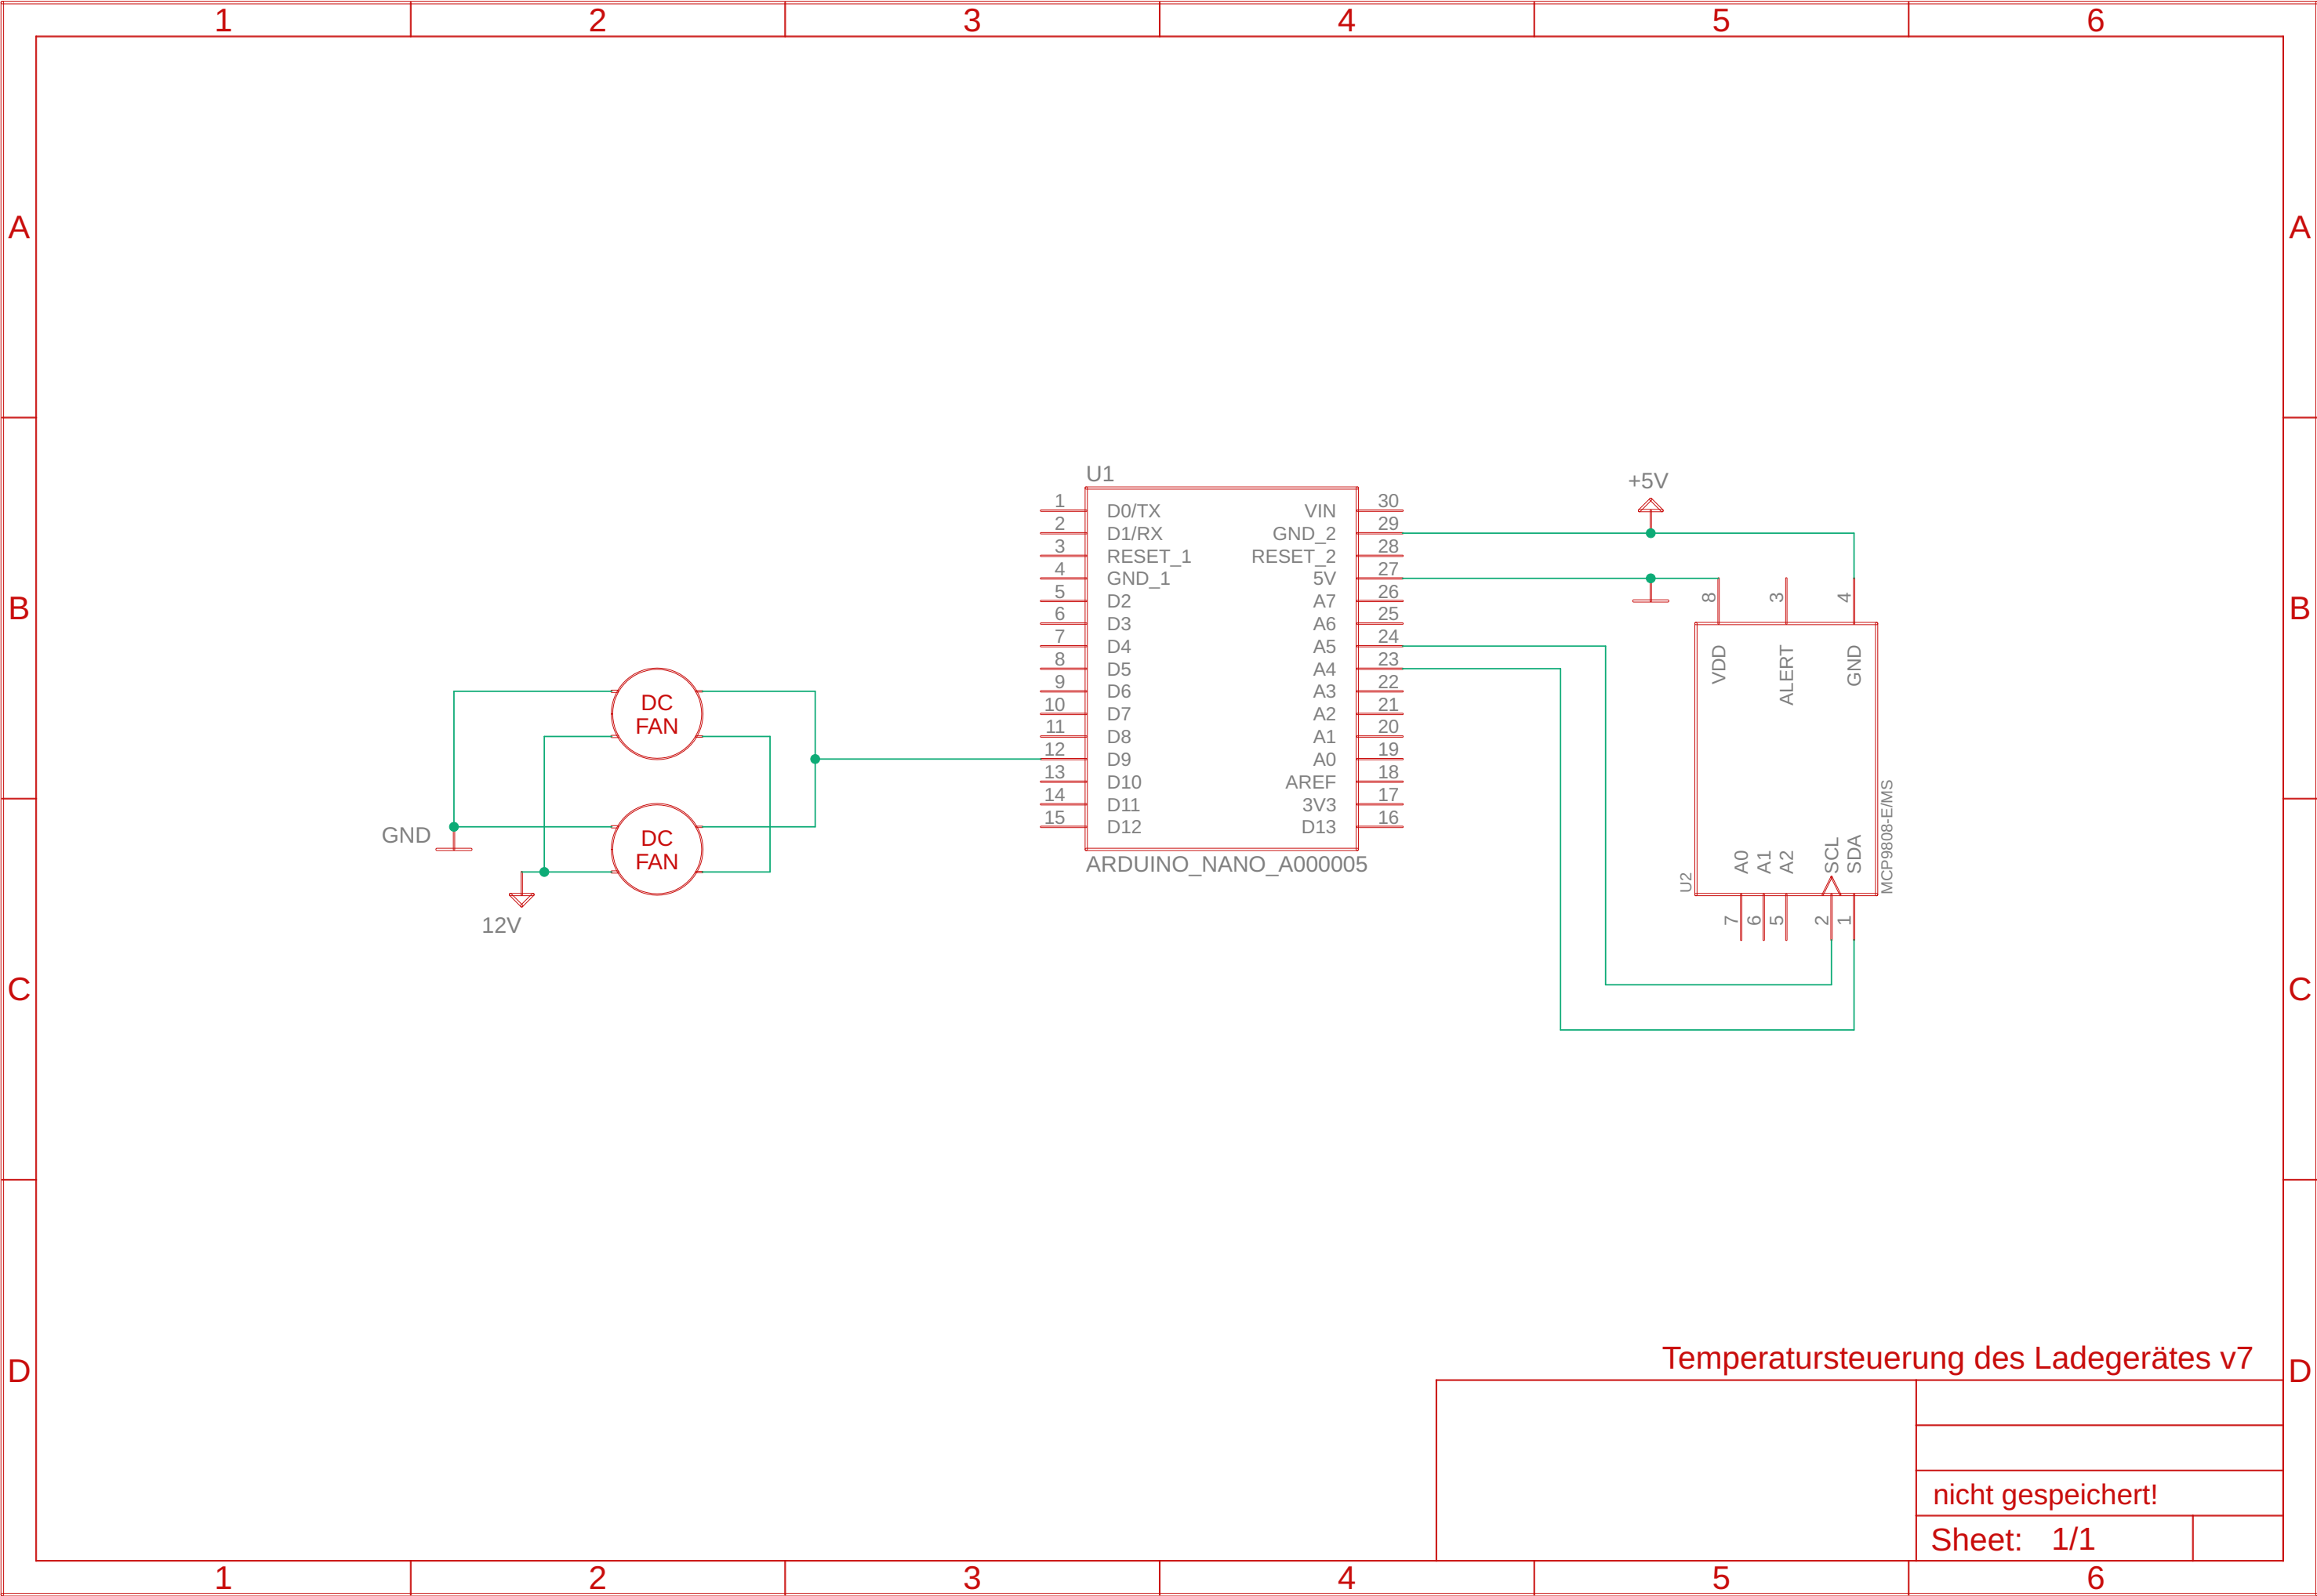 1 2 3 4 5 6
A A
U1
+5V
1 D0/TX VIN 30
2 D1/RX GND_2 29
3 RESET_1 RESET_2 28
4 GND_1 5V 27
5 D2 A7 26
6 D3 A6 25
7 D4 A5 24
8 D5 A4 23
9 D6 A3 22
10 D7 A2 21
11 D8 A1 20
12 D9 A0 19
13 D10 AREF 18
14 D11 3V3 17
15 D12 D13 16
ARDUINO_NANO_A000005
B B
8 3 4
VDD ALERT GND
DC
FAN
DC
FAN
GND
12V
A0 A1 A2 SCL SDA
7 6 5 2 1
U2
MCP9808-E/MS
C C
D D
Temperatursteuerung des Ladegerätes v7
nicht gespeichert!
Sheet: 1/1
1 2 3 4 5 6